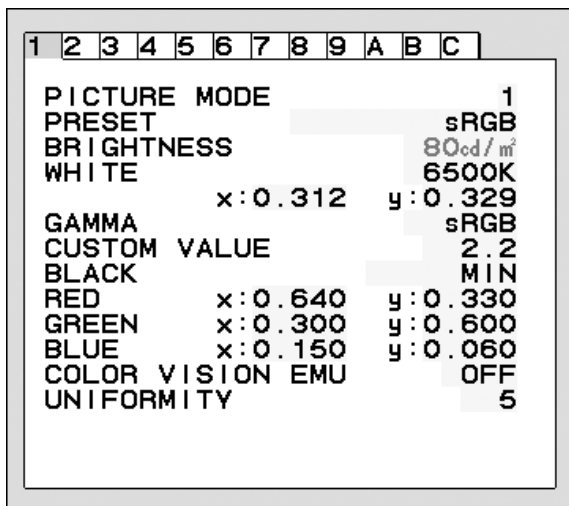 1 2 3 4 5 6 7 8 9 A B C
PICTURE MODE 1
PRESET sRGB
BRIGHTNESS 80cd/㎡
WHITE 6500K
x:0.312 y:0.329
GAMMA sRGB
CUSTOM VALUE 2.2
BLACK MIN
RED x:0.640 y:0.330
GREEN x:0.300 y:0.600
BLUE x:0.150 y:0.060
COLOR VISION EMU OFF
UNIFORMITY 5